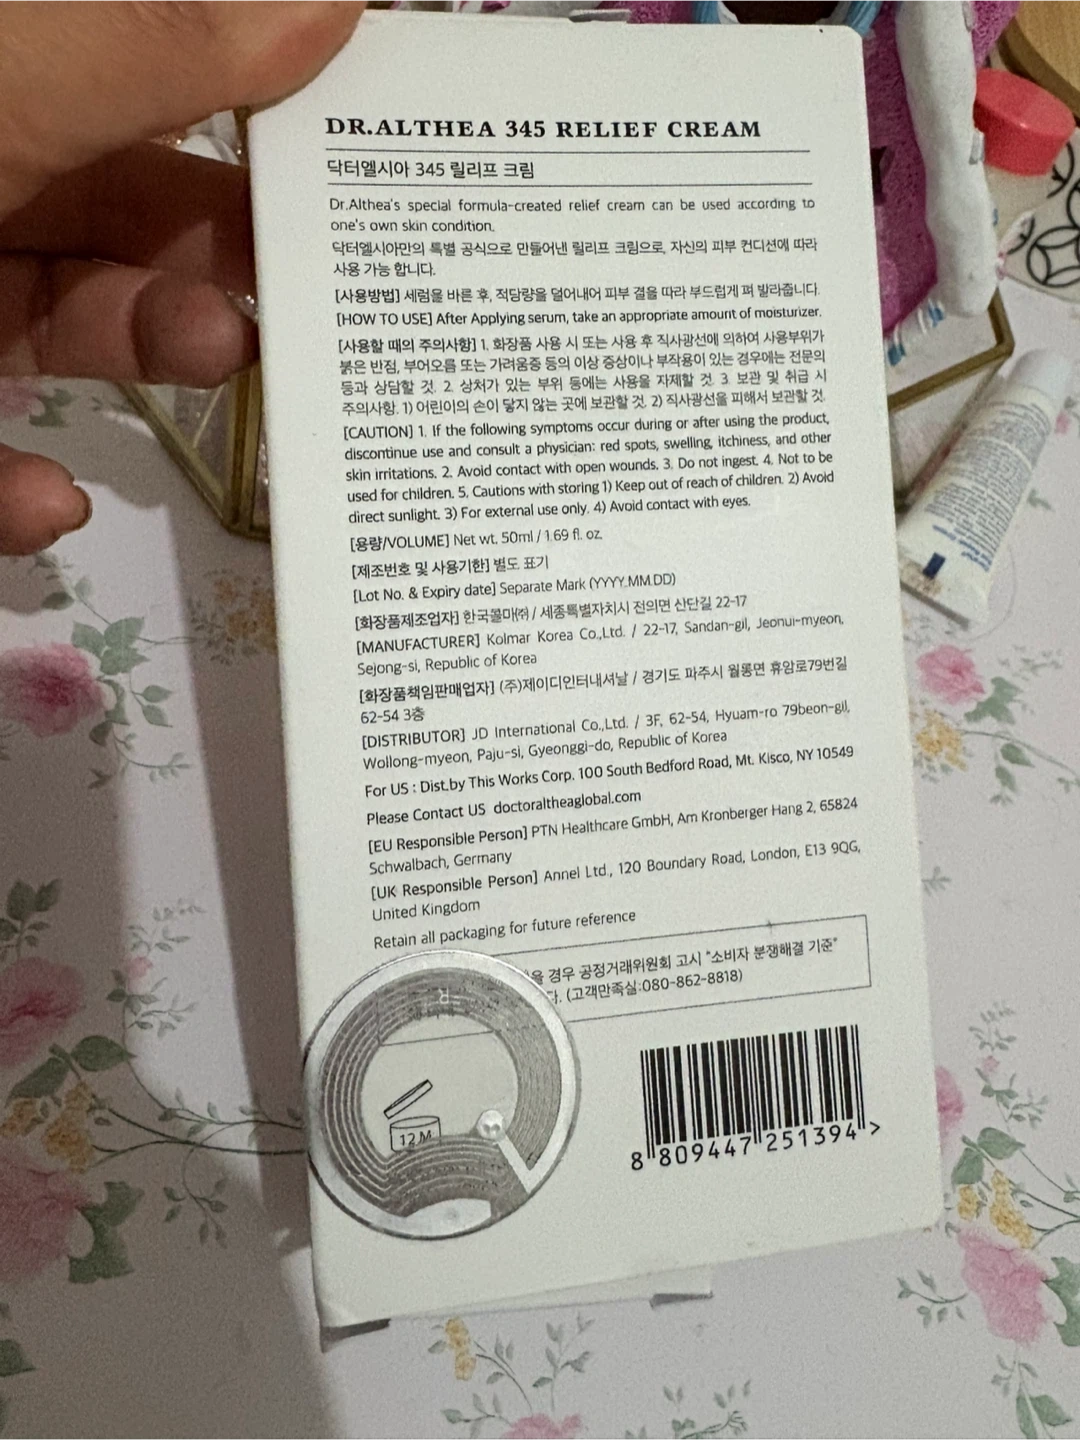 DR.ALTHEA 345 RELIEF CREAM
닥터엘시아 345 릴리프 크림
Dr.Althea's special formula-created relief cream can be used according to
one's own skin condition.
닥터엘시아만의 특별 공식으로 만들어낸 릴리프 크림으로, 자신의 피부 컨디션에 따라
사용 가능 합니다.
[사용방법] 세럼을 바른 후, 적당량을 덜어내어 피부 결을 따라 부드럽게 펴 발라줍니다.
[HOW TO USE] After Applying serum, take an appropriate amount of moisturizer.
[사용할 때의 주의사항] 1. 화장품 사용 시 또는 사용 후 직사광선에 의하여 사용부위가
붉은 반점, 부어오름 또는 가려움증 등의 이상 증상이나 부작용이 있는 경우에는 전문의
등과 상담할 것. 2. 상처가 있는 부위 등에는 사용을 자제할 것. 3. 보관 및 취급 시
주의사항. 1) 어린이의 손이 닿지 않는 곳에 보관할 것. 2) 직사광선을 피해서 보관할 것.
[CAUTION] 1. If the following symptoms occur during or after using the product,
discontinue use and consult a physician: red spots, swelling, itchiness, and other
skin irritations. 2. Avoid contact with open wounds. 3. Do not ingest. 4. Not to be
used for children. 5. Cautions with storing 1) Keep out of reach of children. 2) Avoid
direct sunlight. 3) For external use only. 4) Avoid contact with eyes.
[용량/VOLUME] Net wt. 50ml / 1.69 fl. oz.
[제조번호 및 사용기한] 별도 표기
[Lot No. & Expiry date] Separate Mark (YYYY.MM.DD)
[화장품제조업자] 한국콜마㈜ / 세종특별자치시 전의면 산단길 22-17
[MANUFACTURER] Kolmar Korea Co.,Ltd. / 22-17, Sandan-gil, Jeonui-myeon,
Sejong-si, Republic of Korea
[화장품책임판매업자] (주)제이디인터내셔날 / 경기도 파주시 월롱면 휴암로79번길
62-54 3층
[DISTRIBUTOR] JD International Co.,Ltd. / 3F, 62-54, Hyuam-ro 79beon-gil,
Wollong-myeon, Paju-si, Gyeonggi-do, Republic of Korea
For US : Dist.by This Works Corp. 100 South Bedford Road, Mt. Kisco, NY 10549
Please Contact US doctoraltheaglobal.com
[EU Responsible Person] PTN Healthcare GmbH, Am Kronberger Hang 2, 65824
Schwalbach, Germany
[UK Responsible Person] Annel Ltd., 120 Boundary Road, London, E13 9QG,
United Kingdom
Retain all packaging for future reference
을 경우 공정거래위원회 고시 "소비자 분쟁해결 기준"
다. (고객만족실:080-862-8818)
12M
8 809447 251394 >